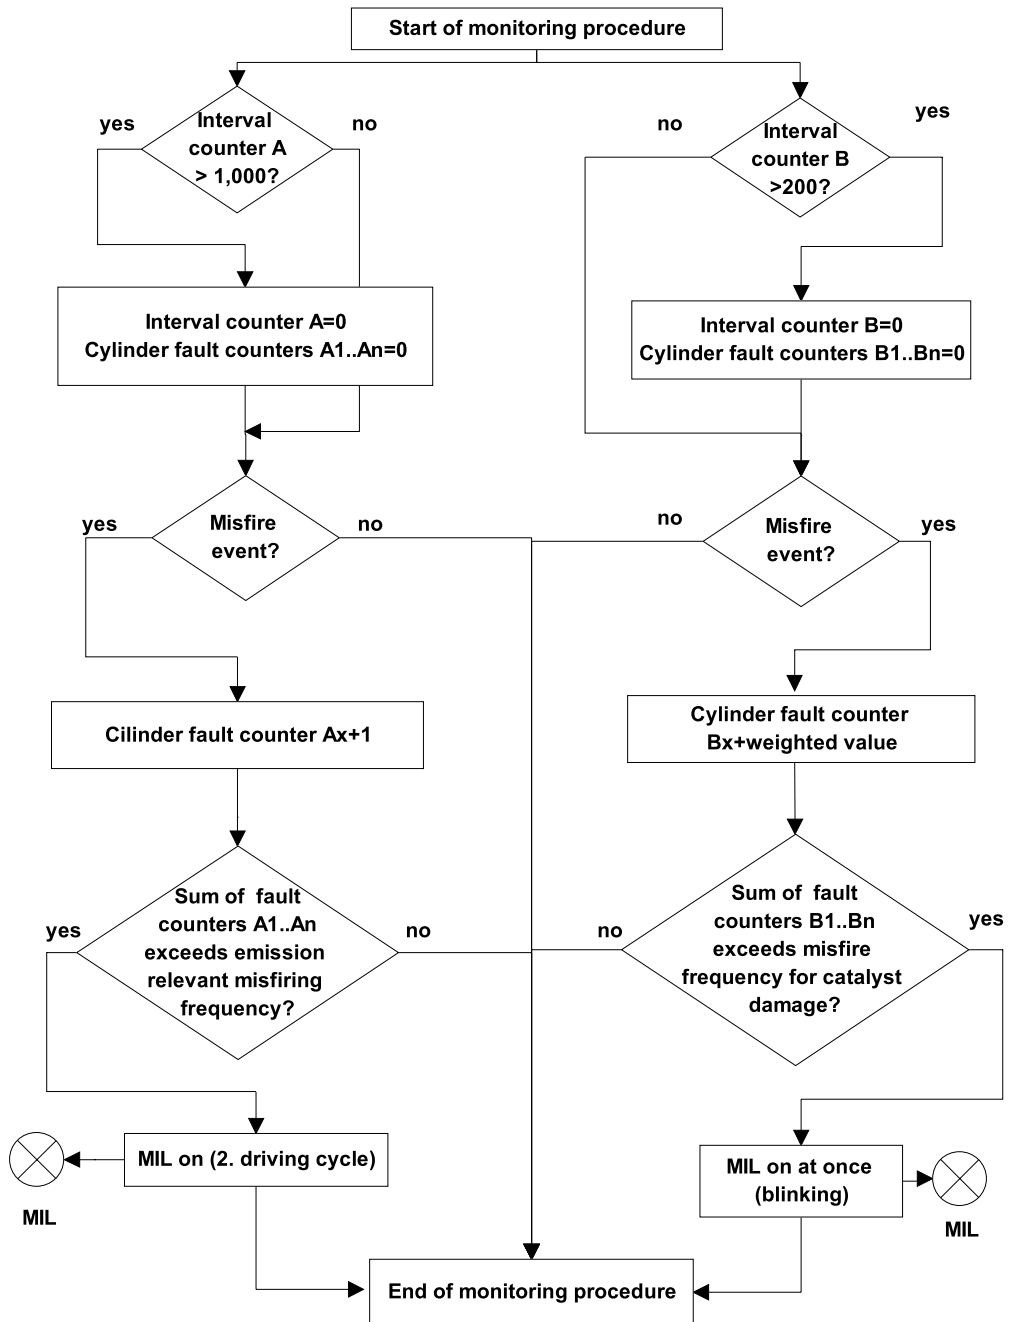 Start of monitoring procedure
yes
Interval
counter A
> 1,000?
no
no
Interval
counter B
>200?
yes
Interval counter A=0
Cylinder fault counters A1..An=0
Interval counter B=0
Cylinder fault counters B1..Bn=0
yes
Misfire
event?
no
no
Misfire
event?
yes
Cilinder fault counter Ax+1
Cylinder fault counter
Bx+weighted value
yes
Sum of fault
counters A1..An
exceeds emission
relevant misfiring
frequency?
no
no
Sum of fault
counters B1..Bn
exceeds misfire
frequency for catalyst
damage?
yes
MIL on (2. driving cycle)
MIL
MIL on at once
(blinking)
MIL
End of monitoring procedure